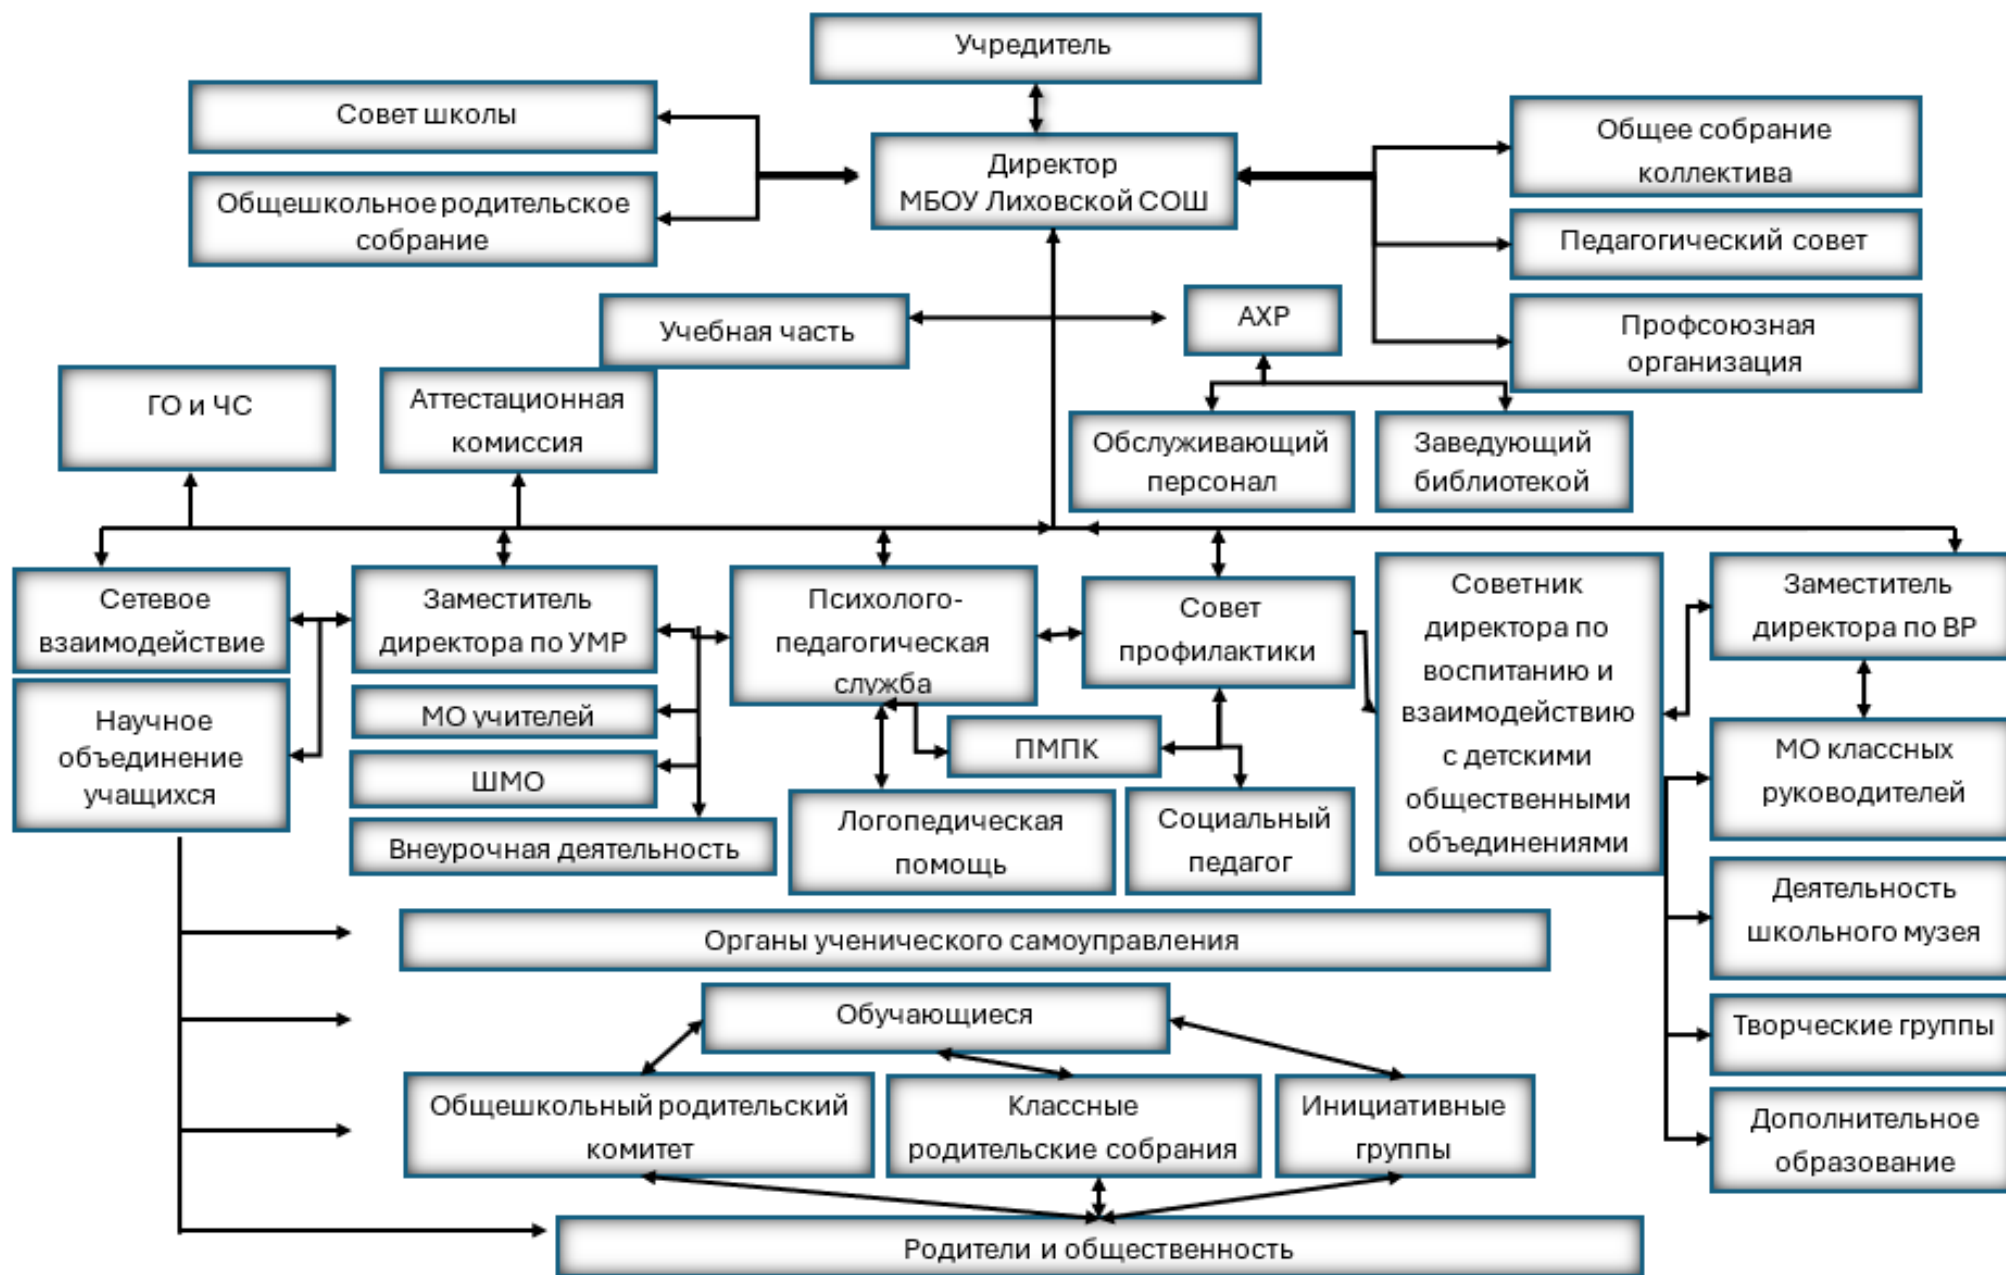 Учредитель
Совет школы
Общешкольное родительское
собрание
Директор
МБОУ Лиховской СОШ
Общее собрание
коллектива
Педагогический совет
Профсоюзная
организация
Учебная часть
АХР
ГО и ЧС
Аттестационная
комиссия
Обслуживающий
персонал
Заведующий
библиотекой
Сетевое
взаимодействие
Научное
объединение
учащихся
Заместитель
директора по УМР
МО учителей
ШМО
Внеурочная деятельность
Психолого-
педагогическая
служба
Логопедическая
помощь
ПМПК
Совет
профилактики
Социальный
педагог
Советник
директора по
воспитанию и
взаимодействию
с детскими
общественными
объединениями
Заместитель
директора по ВР
МО классных
руководителей
Деятельность
школьного музея
Творческие группы
Дополнительное
образование
Органы ученического самоуправления
Обучающиеся
Общешкольный родительский
комитет
Классные
родительские собрания
Инициативные
группы
Родители и общественность